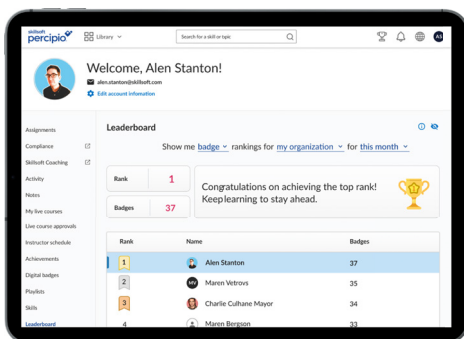 skillsoft
percipio
Library
Search for a skill or topic
AS
Welcome, Alen Stanton!
alen.stanton@skillsoft.com
Edit account infomation
Assignments
Compliance
Skillsoft Coaching
Activity
Notes
My live courses
Live course approvals
Instructor schedule
Achievements
Digital badges
Playlists
Skills
Leaderboard
Leaderboard
Show me badge rankings for my organization for this month
Rank 1
Badges 37
Congratulations on achieving the top rank!
Keep learning to stay ahead.
Rank Name Badges
1 Alen Stanton 37
2 MV Maren Vetrovs 35
3 Charlie Culhane Mayor 34
4 Maren Bergson 33